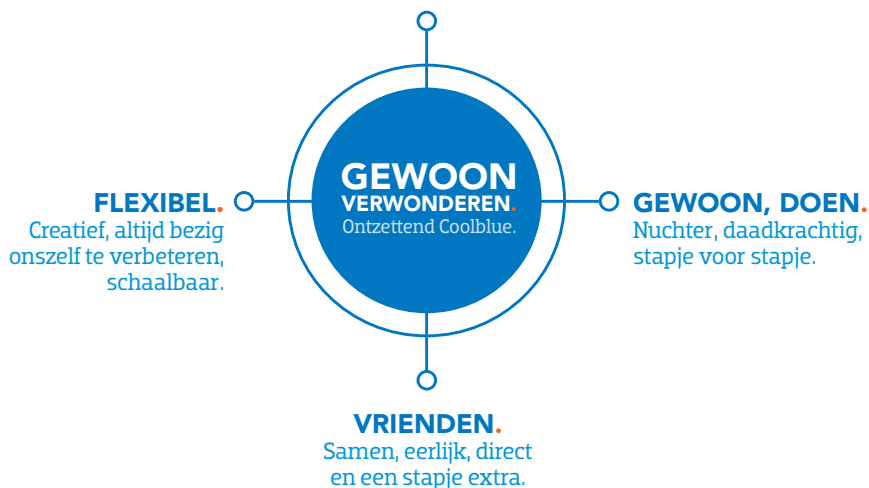 GEWOON
VERWONDEREN.
Ontzettend Coolblue.
FLEXIBEL.
Creatief, altijd bezig
onszelf te verbeteren,
schaalbaar.
GEWOON, DOEN.
Nuchter, daadkrachtig,
stapje voor stapje.
VRIENDEN.
Samen, eerlijk, direct
en een stapje extra.